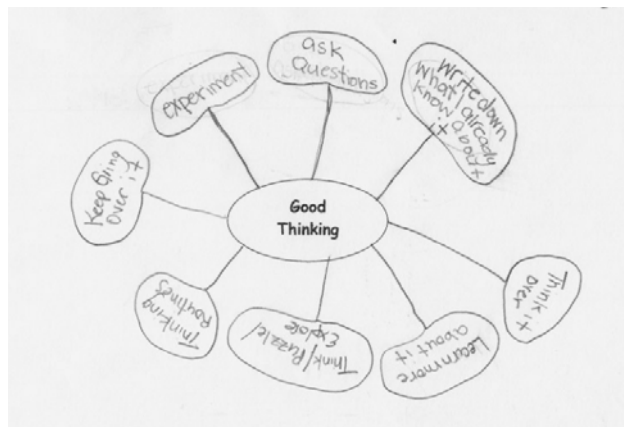 Good
Thinking
ask
Questions
Write down
What I already
know about
it
Think it
over
Learn more
about it
Think/Puzzle/
Explore
Thinking
Routines
Keep Going
over it
experiment